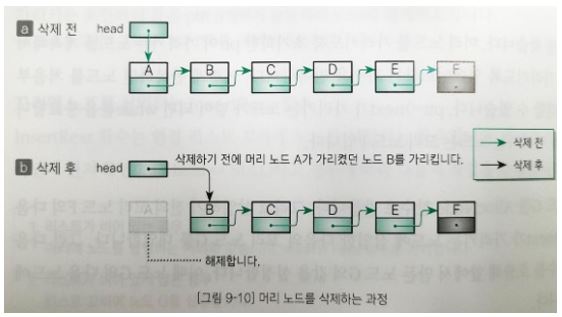 a 삭제 전 head
A B C D E F
삭제 전
삭제 후
삭제하기 전에 머리 노드 A가 가리켰던 노드 B를 가리킵니다.
b 삭제 후 head
A B C D E F
해제합니다.
[그림 9-10] 머리 노드를 삭제하는 과정